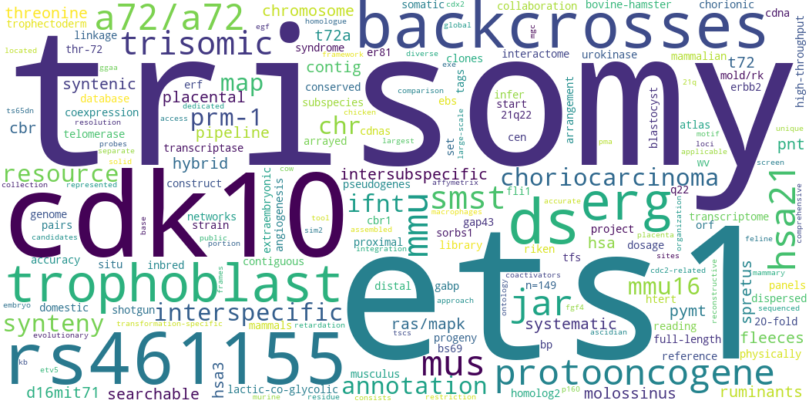 threonine
trophectoderm
a72/a72
chromosome
linkage
thr-72
trisomic
syndrome
egf
homologue
t72a
somatic
cdx2
global
collaboration
bovine-hamster
chorionic
cdna
backcrosses
high-throughput
mgc
diverse
interactome
urokinase
mammalian
er81
clones
exe
framework
comparison
tags
infer
start
21q22
cen
arrangement
blastocyst
21q
t72
mold/rk
erbb2
trisomy
located
ggaa
syntenic
database
map
contig
conserved
subspecies
chicken
erf
placental
ts65dn
coexpression
resolution
dedicated
access
prm-1
chr
ebs
set
large-scale
cbr
telomerase
probes
separate
solid
pipeline
arrayed
cdnas
transcriptase
atlas
motif
loci
applicable
unique
pma
wv
screen
pnt
comprehensive
largest
affymetrix
cow
hybrid
intersubspecific
choriocarcinoma
resource
collection
represented
construct
pseudogenes
cbr1
fli1
q22
transcriptome
hsa21
extraembryonic
angiogenesis
genome
pairs
networks
strain
public
portion
base
ifnt
smst
mmu
gap43
sorbs1
library
riken
cdk10
ds
erg
project
dosage
orf
organization
feline
candidates
accuracy
situ
inbred
tool
sim2
macrophages
assembled
integration
accurate
placenta
hsa
tfs
sites
cdc2-related
mammary
trophoblast
frames
contiguous
proximal
distal
gabp
approach
ets1
jar
n=149
coactivators
ontology
fgf4
ascidian
mmu16
htert
pymt
reading
full-length
reference
reconstructive
spretus
panels
dispersed
sequenced
20-fold
physically
embryo
domestic
shotgun
interspecific
ras/mapk
progeny
bs69
systematic
bp
synteny
evolutionary
kb
transformation-specific
mammals
retardation
tscs
etv5
rs461155
hsa3
musculus
mus
protooncogene
fleeces
d16mit71
searchable
lactic-co-glycolic
murine
residue
consists
annotation
restriction
homolog2
p160
molossinus
ruminants